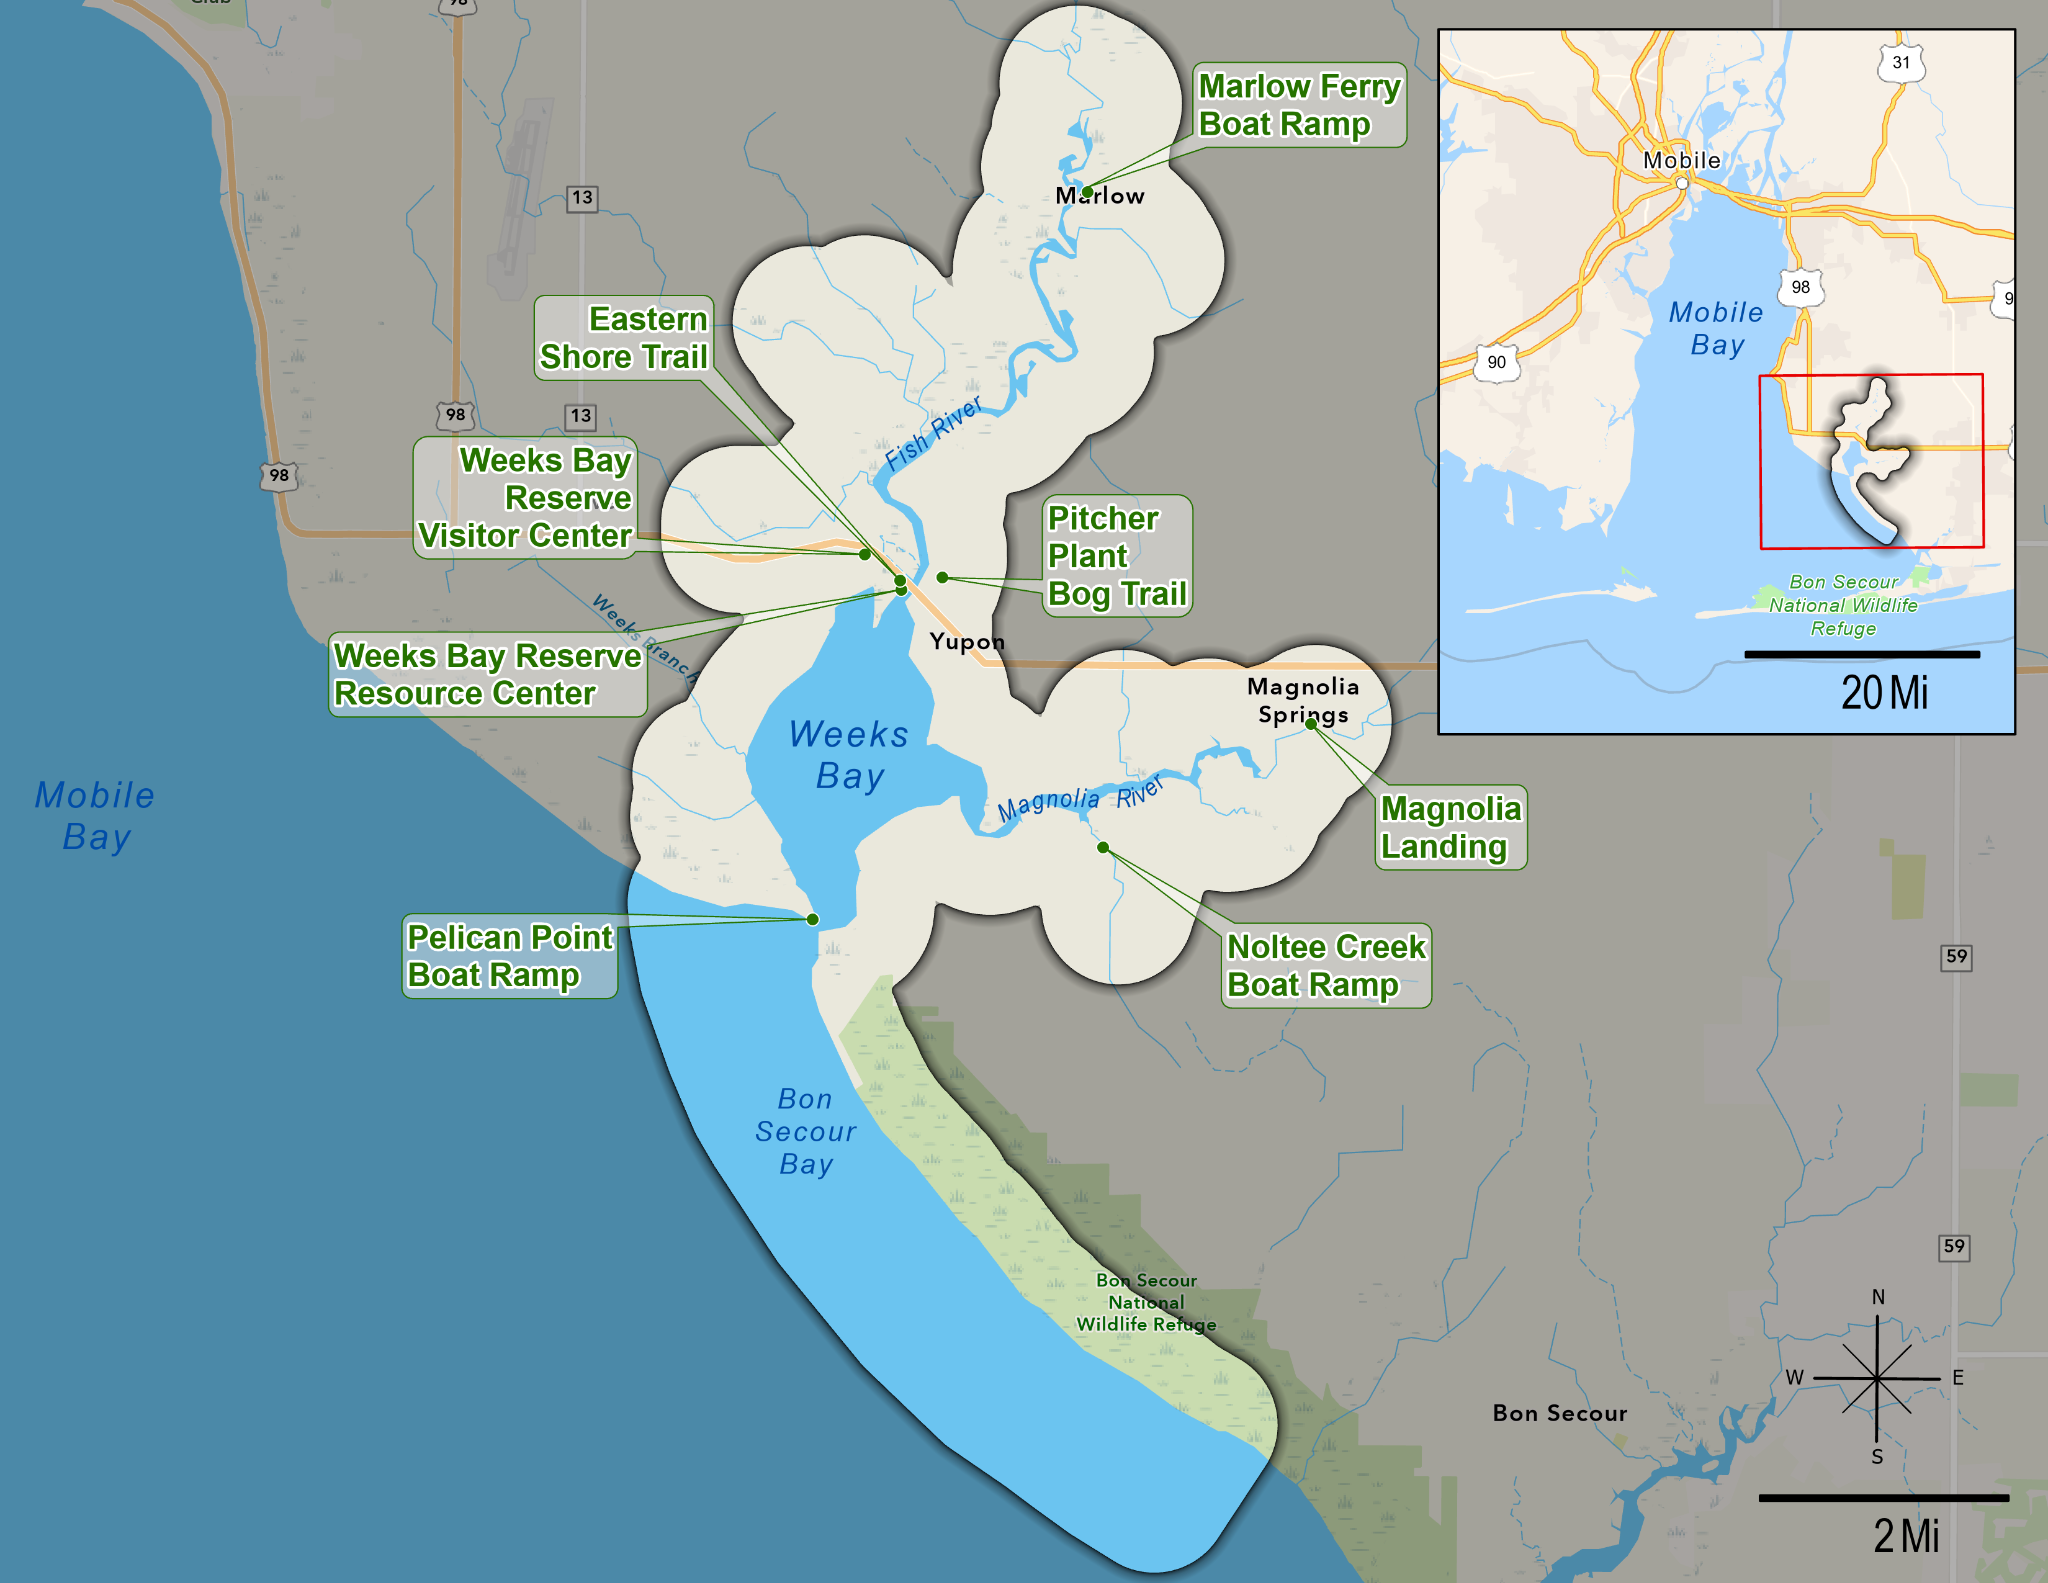 Club
98
Marlow Ferry
Boat Ramp
Marlow
13
Eastern
Shore Trail
98
13
98
Weeks Bay
Reserve
Visitor Center
Fish River
Pitcher
Plant
Bog Trail
Weeks Branch
Yupon
Weeks Bay Reserve
Resource Center
Magnolia
Springs
Weeks
Bay
Magnolia River
Magnolia
Landing
Mobile
Bay
Pelican Point
Boat Ramp
Noltee Creek
Boat Ramp
59
Bon
Secour
Bay
59
Bon Secour
National
Wildlife Refuge
Bon Secour
N
W
E
S
2 Mi
31
Mobile
98
9
Mobile
Bay
90
Bon Secour
National Wildlife
Refuge
20 Mi